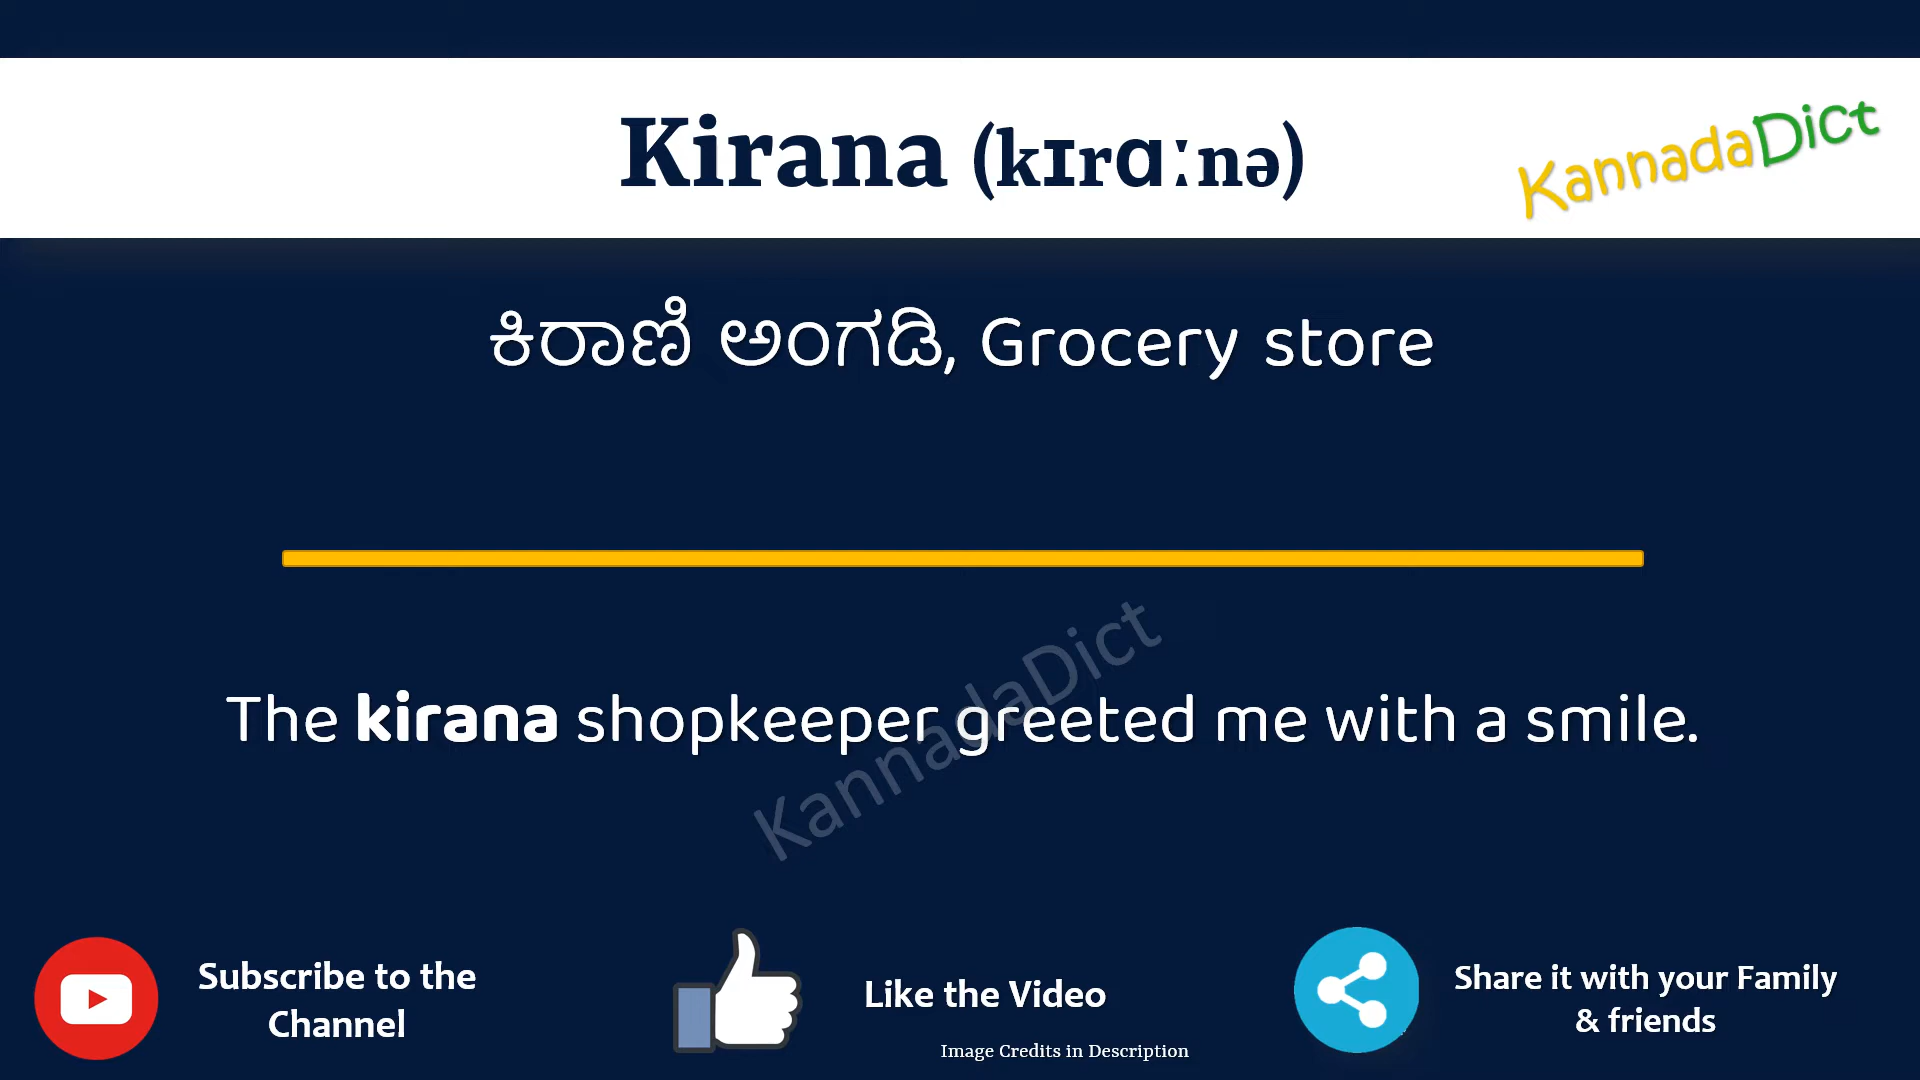 Kirana (kɪrɑːnə)
KannadaDict
ಕಿರಾಣಿ ಅಂಗಡಿ, Grocery store
The kirana shopkeeper greeted me with a smile.
KannadaDict
Subscribe to the
Channel
Like the Video
Image Credits in Description
Share it with your Family
& friends